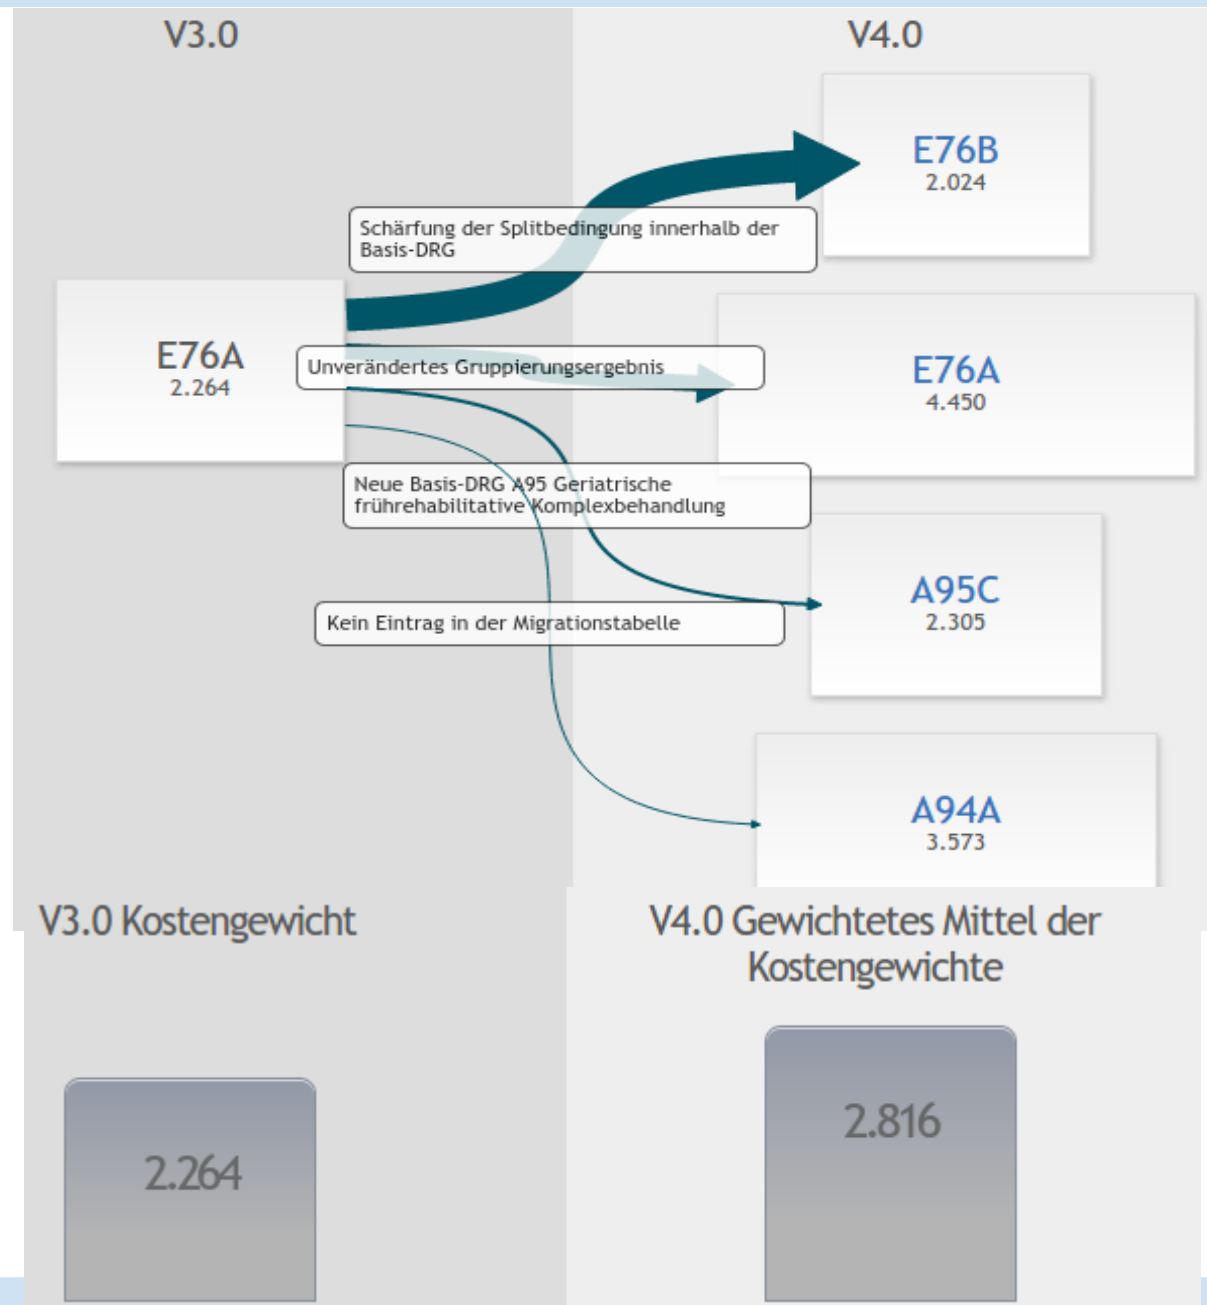 V3.0
V4.0
E76B
2.024
Schärfung der Splitbedingung innerhalb der
Basis-DRG
E76A
2.264
Unverändertes Gruppierungsergebnis
E76A
4.450
Neue Basis-DRG A95 Geriatrische
frührehabilitative Komplexbehandlung
A95C
2.305
Kein Eintrag in der Migrationstabelle
A94A
3.573
V3.0 Kostengewicht
V4.0 Gewichtetes Mittel der
Kostengewichte
2.264
2.816